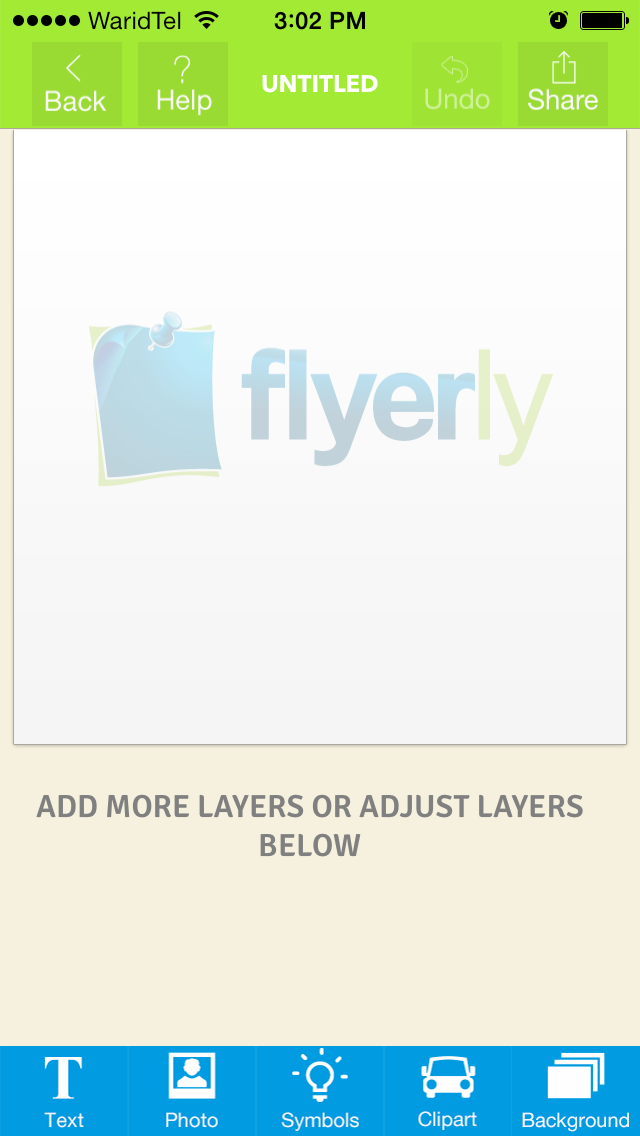 WaridTel 3:02 PM
Back
Help
UNTITLED
Undo
Share
flyerly
ADD MORE LAYERS OR ADJUST LAYERS
BELOW
Text
Photo
Symbols
Clipart
Background